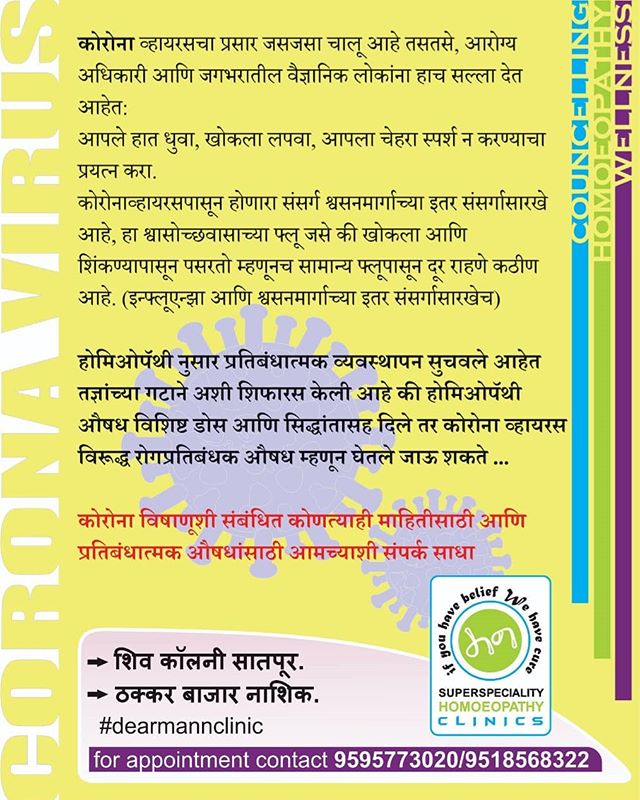 CORONAVIRUS
COUNCELLING
HOMOEOPATHY
WELLNESS
कोरोना व्हायरसचा प्रसार जसजसा चालू आहे तसतसे, आरोग्य
अधिकारी आणि जगभरातील वैज्ञानिक लोकांना हाच सल्ला देत
आहेत:
आपले हात धुवा, खोकला लपवा, आपला चेहरा स्पर्श न करण्याचा
प्रयत्न करा.
कोरोनाव्हायरसपासून होणारा संसर्ग श्वसनमार्गाच्या इतर संसर्गासारखे
आहे, हा श्वासोच्छवासाच्या फ्लू जसे की खोकला आणि
शिंकण्यापासून पसरतो म्हणूनच सामान्य फ्लूपासून दूर राहणे कठीण
आहे. (इन्फ्लूएन्झा आणि श्वसनमार्गाच्या इतर संसर्गासारखेच)
होमिओपॅथी नुसार प्रतिबंधात्मक व्यवस्थापन सुचवले आहेत
तज्ञांच्या गटाने अशी शिफारस केली आहे की होमिओपॅथी
औषध विशिष्ट डोस आणि सिद्धांतासह दिले तर कोरोना व्हायरस
विरूद्ध रोगप्रतिबंधक औषध म्हणून घेतले जाऊ शकते ...
कोरोना विषाणूशी संबंधित कोणत्याही माहितीसाठी आणि
प्रतिबंधात्मक औषधांसाठी आमच्याशी संपर्क साधा
if you have belief We have cure
मन
SUPERSPECIALITY
HOMOEOPATHY
CLINICS
➡ शिव कॉलनी सातपूर.
➡ ठक्कर बाजार नाशिक.
#dearmannclinic
for appointment contact 9595773020/9518568322